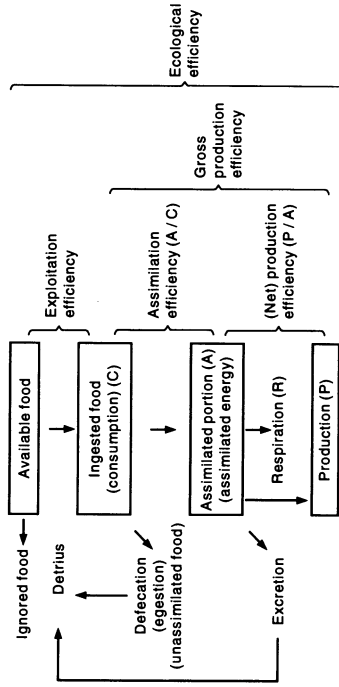 Ignored food
Detrius
Defecation
(egestion)
(unassimilated food)
Excretion
Available food
Ingested food
(consumption) (C)
Assimilated portion (A)
(assimilated energy)
Respiration (R)
Production (P)
Exploitation
efficiency
Assimilation
efficiency (A / C)
(Net) production
efficiency (P / A)
Gross
production
efficiency
Ecological
efficiency